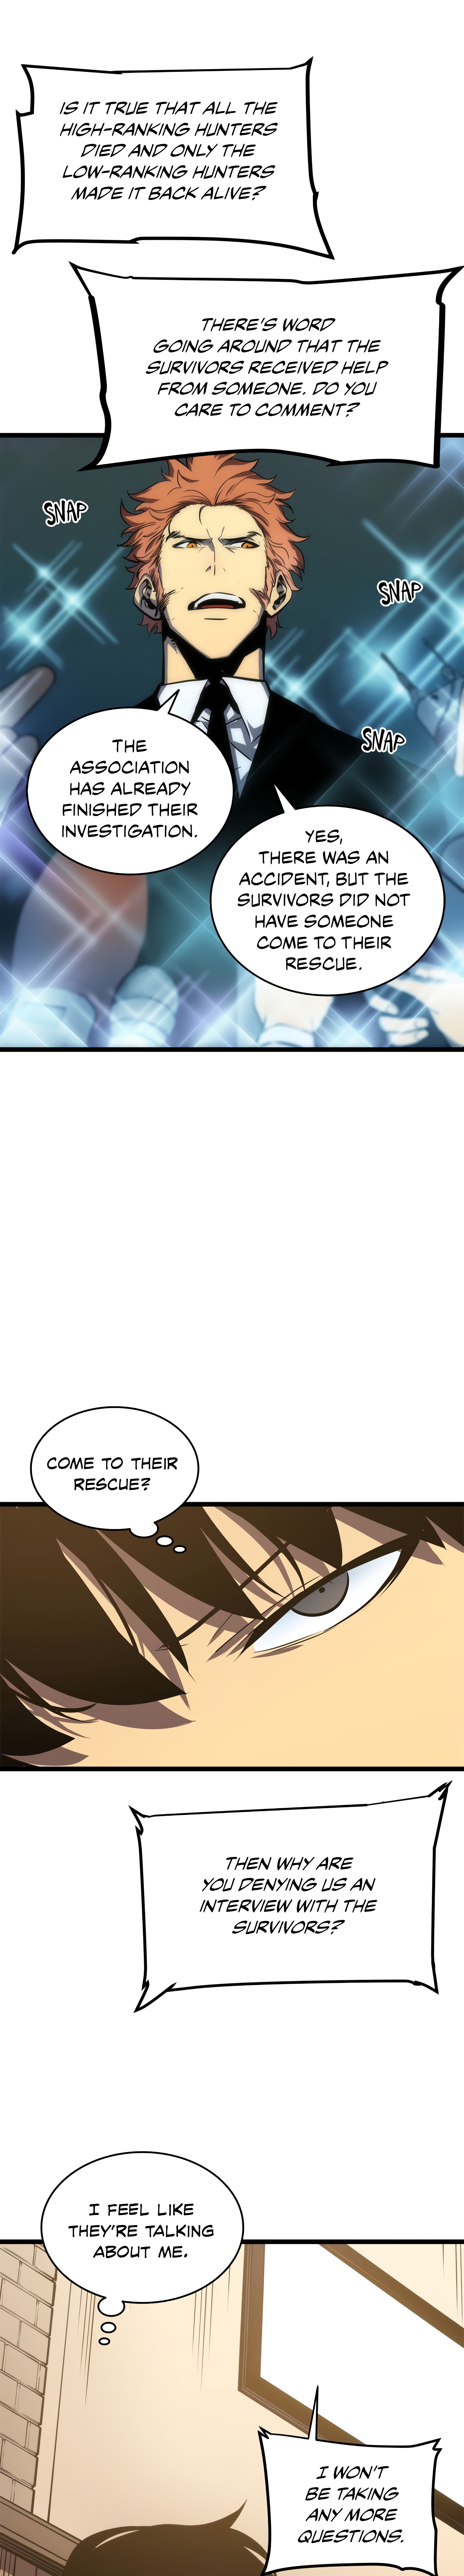 IS IT TRUE THAT ALL THE
HIGH-RANKING HUNTERS
DIED AND ONLY THE
LOW-RANKING HUNTERS
MADE IT BACK ALIVE?
THERE'S WORD
GOING AROUND THAT THE
SURVIVORS RECEIVED HELP
FROM SOMEONE. DO YOU
CARE TO COMMENT?
SNAP
SNAP
SNAP
THE
ASSOCIATION
HAS ALREADY
FINISHED THEIR
INVESTIGATION.
YES,
THERE WAS AN
ACCIDENT, BUT THE
SURVIVORS DID NOT
HAVE SOMEONE
COME TO THEIR
RESCUE.
COME TO THEIR
RESCUE?
THEN WHY ARE
YOU DENYING US AN
INTERVIEW WITH THE
SURVIVORS?
I FEEL LIKE
THEY'RE TALKING
ABOUT ME.
I WON'T
BE TAKING
ANY MORE
QUESTIONS.